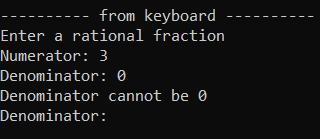 ---------- from keyboard ----------
Enter a rational fraction
Numerator: 3
Denominator: 0
Denominator cannot be 0
Denominator: